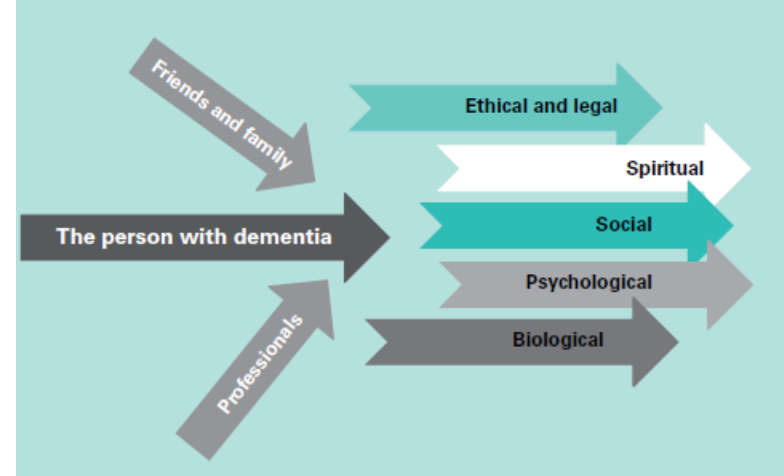 Friends and family
The person with dementia
Professionals
Ethical and legal
Spiritual
Social
Psychological
Biological